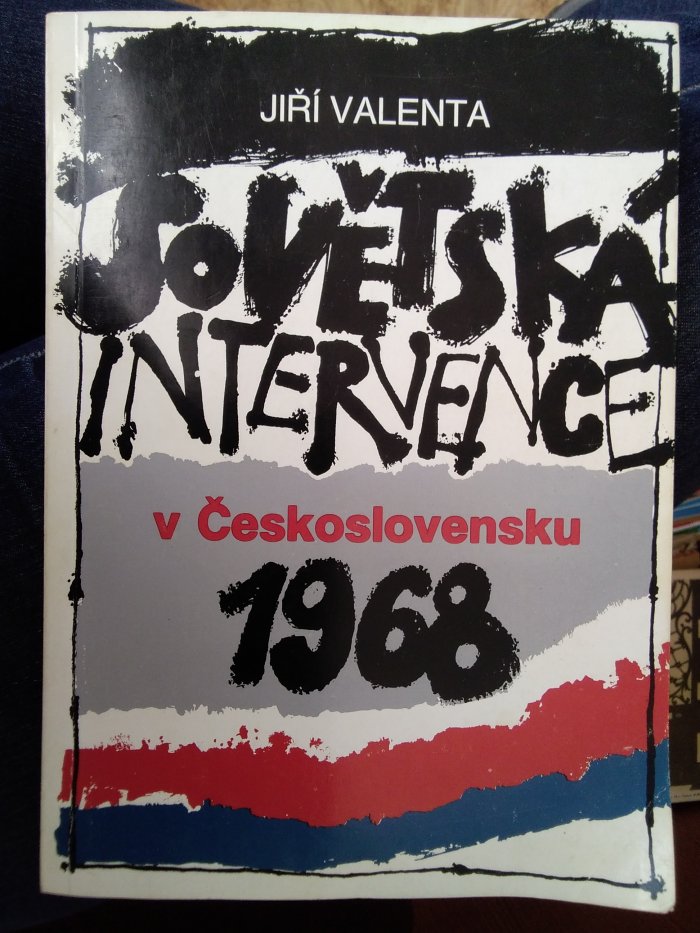 JIŘÍ VALENTA
SOVĚTSKÁ
INTERVENCE
v Československu
1968